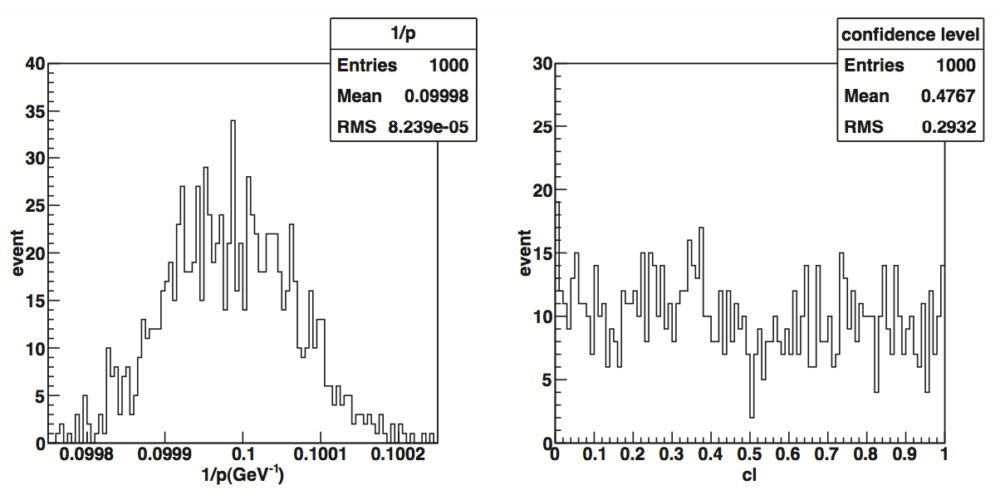 1/p
Entries 1000
Mean 0.09998
RMS 8.239e-05
40
35
30
25
20
15
10
5
0
event
0.0998 0.0999 0.1 0.1001 0.1002
1/p(GeV-1)
confidence level
Entries 1000
Mean 0.4767
RMS 0.2932
30
25
20
15
10
5
0
event
0 0.1 0.2 0.3 0.4 0.5 0.6 0.7 0.8 0.9 1
cl